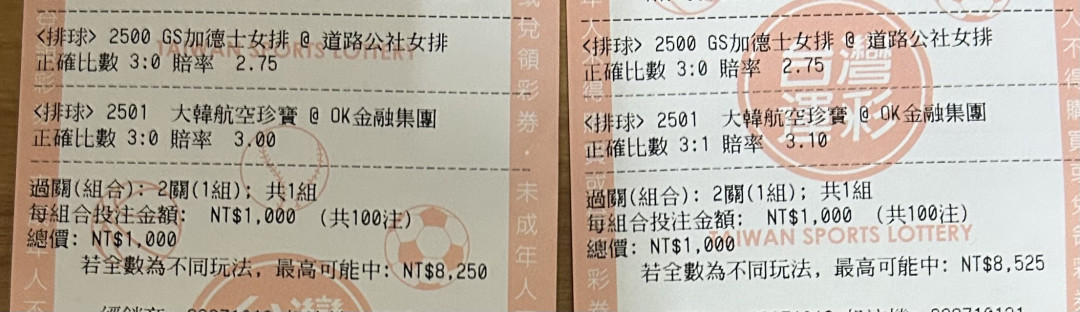 <排球> 2500 GS加德士女排 @ 道路公社女排
正確比數 3:0 賠率 2.75
<排球> 2501 大韓航空珍寶 @ OK金融集團
正確比數 3:0 賠率 3.00
過關(組合): 2關(1組); 共1組
每組合投注金額: NT$1,000 (共100注)
總價: NT$1,000
若全數為不同玩法, 最高可能中: NT$8,250
TAIWAN SPORTS LOTTERY
兌領彩券・未成年人
<排球> 2500 GS加德士女排 @ 道路公社女排
正確比數 3:0 賠率 2.75
<排球> 2501 大韓航空珍寶 @ OK金融集團
正確比數 3:1 賠率 3.10
過關(組合): 2關(1組); 共1組
每組合投注金額: NT$1,000 (共100注)
總價: NT$1,000
若全數為不同玩法, 最高可能中: NT$8,525
TAIWAN SPORTS LOTTERY